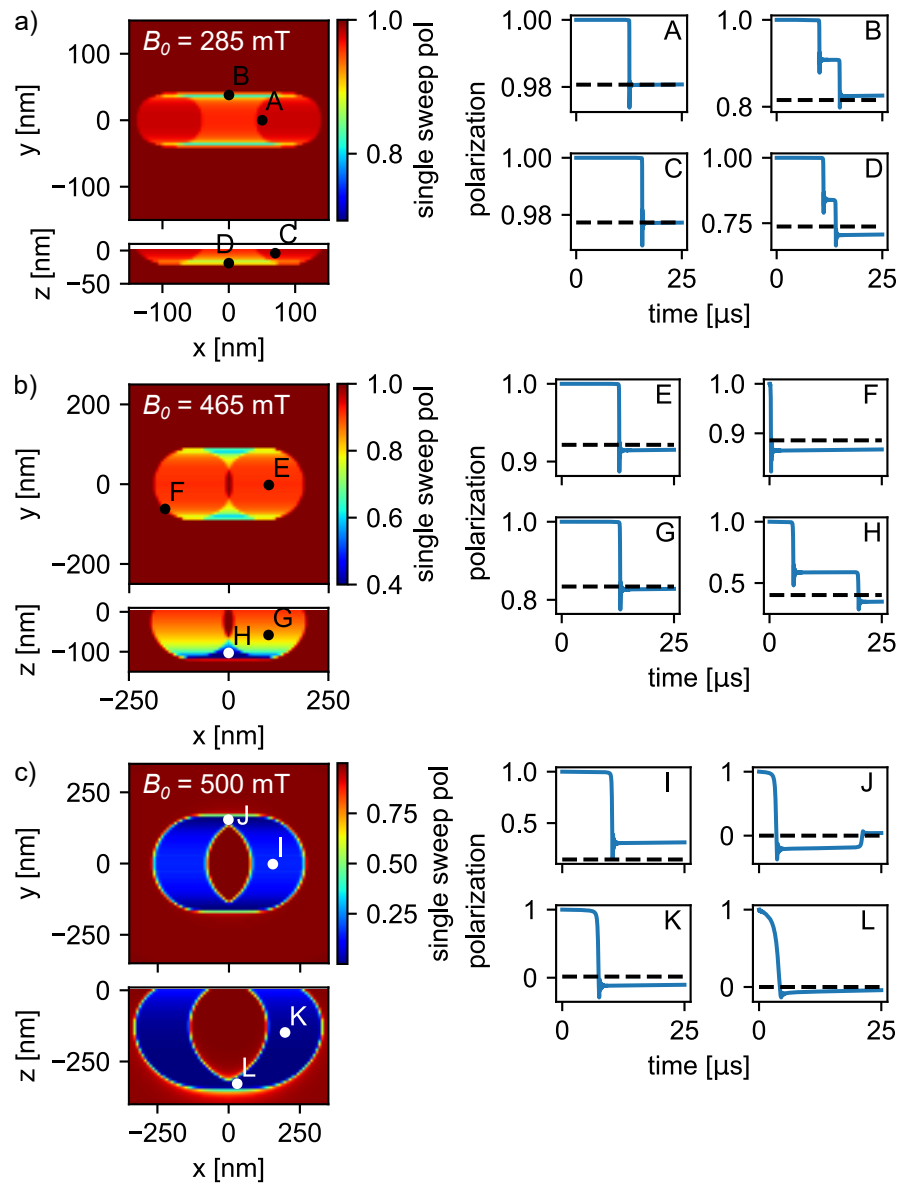 a)
B0 = 285 mT
100
0
−100
y [nm]
B
A
1.0
0.8
single sweep pol
0
−50
z [nm]
D
C
−100
0
100
x [nm]
polarization
1.00
0.98
A
1.0
0.8
B
1.00
0.98
C
1.00
0.75
D
0
25
0
25
time [µs]
b)
B0 = 465 mT
200
0
−200
y [nm]
F
E
1.0
0.8
0.6
0.4
single sweep pol
0
−100
z [nm]
H
G
−250
0
250
x [nm]
polarization
1.0
0.9
E
1.0
0.9
F
1.0
0.8
G
1.0
0.5
H
0
25
0
25
time [µs]
c)
B0 = 500 mT
250
0
−250
y [nm]
J
I
0.75
0.50
0.25
single sweep pol
0
−250
z [nm]
K
L
−250
0
250
x [nm]
polarization
1.0
0.5
I
1
0
J
1
0
K
1
0
L
0
25
0
25
time [µs]